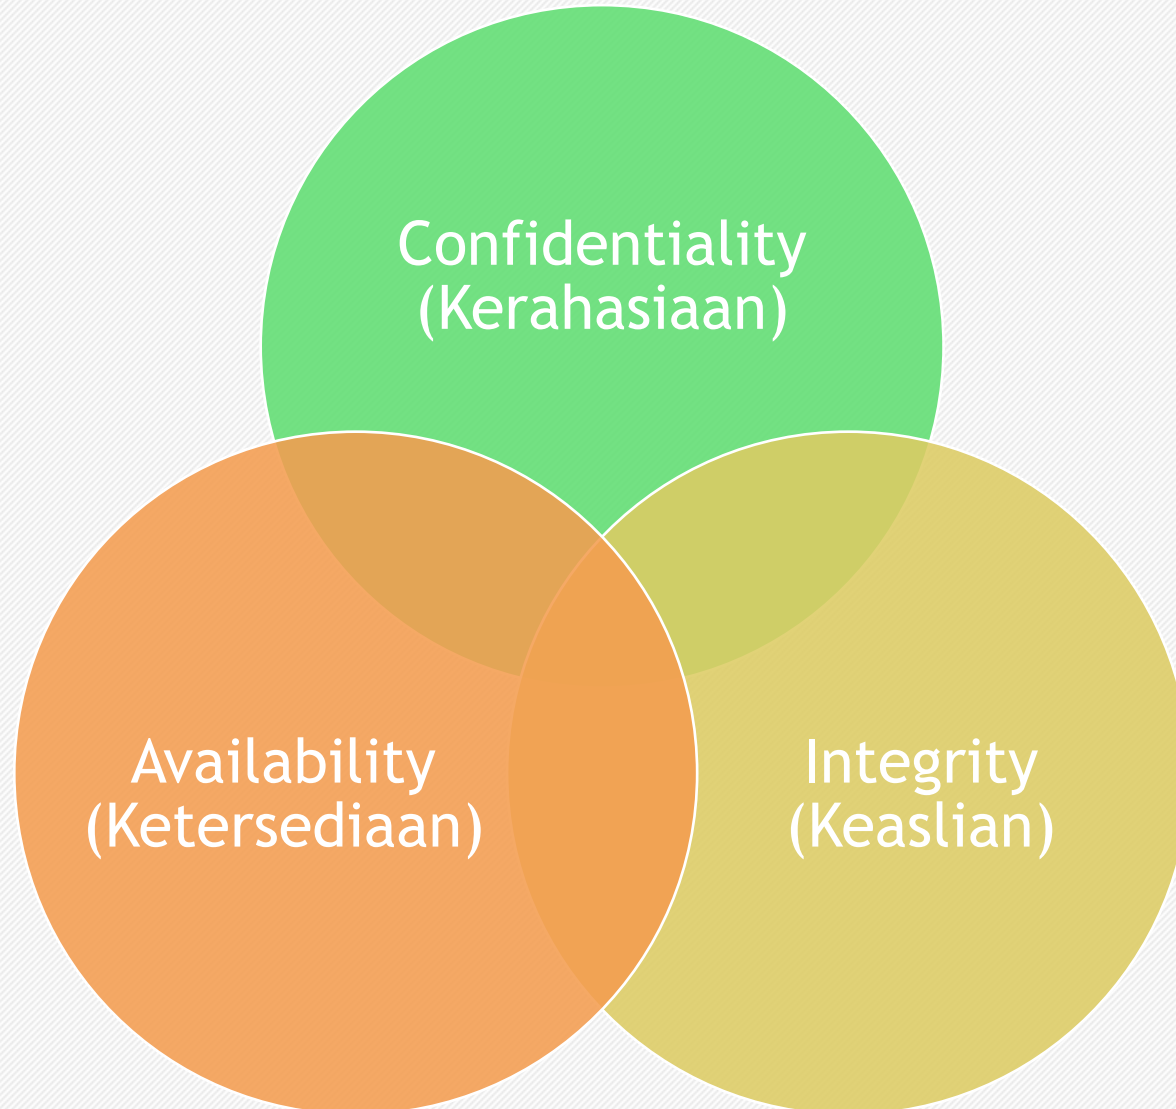 Confidentiality
(Kerahasiaan)
Availability
(Ketersediaan)
Integrity
(Keaslian)